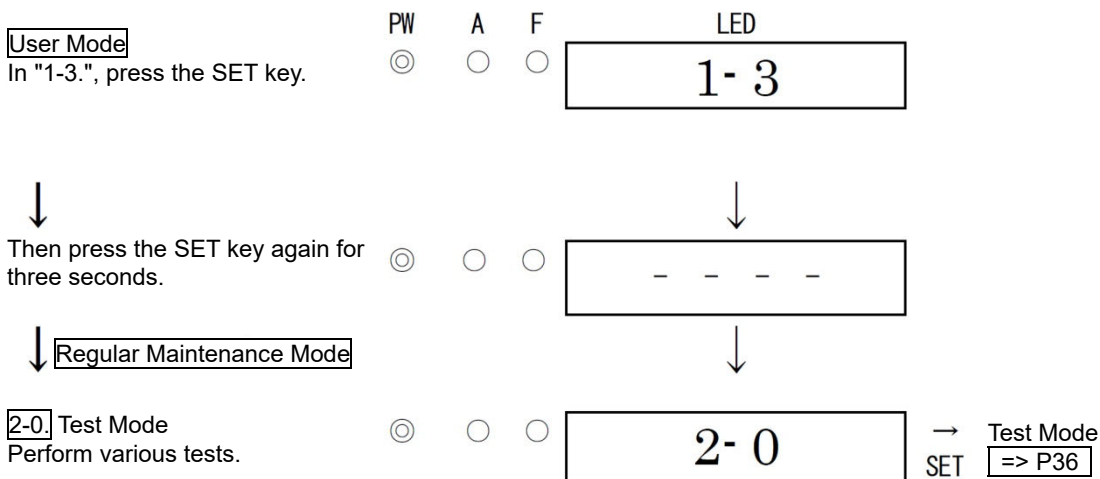 PW A F LED
User Mode
In "1-3.", press the SET key.
1- 3
↓ ↓
Then press the SET key again for
three seconds.
- - - -
↓ Regular Maintenance Mode ↓
2-0. Test Mode
Perform various tests.
2- 0
→ Test Mode
SET => P36